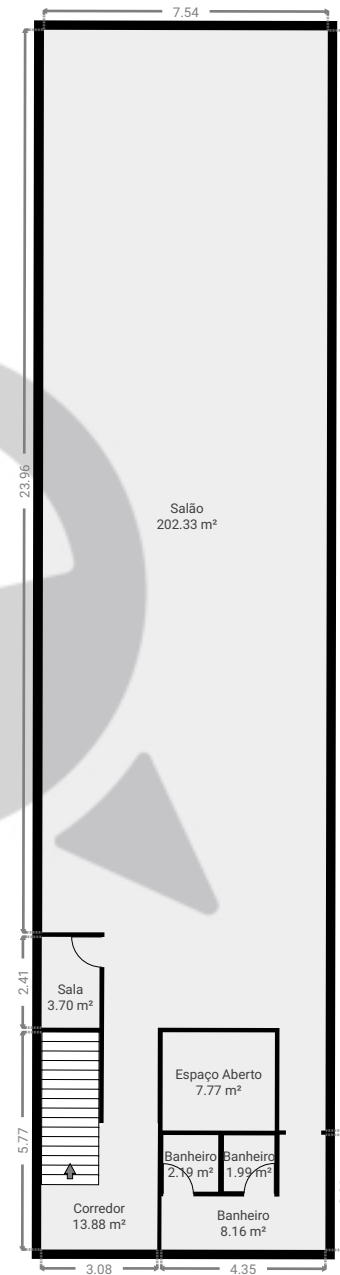 7.54
23.96
Salão
202.33 m²
2.41
Sala
3.70 m²
Espaço Aberto
7.77 m²
5.77
Banheiro
2.19 m²
Banheiro
1.99 m²
Corredor
13.88 m²
Banheiro
8.16 m²
3.08
4.35